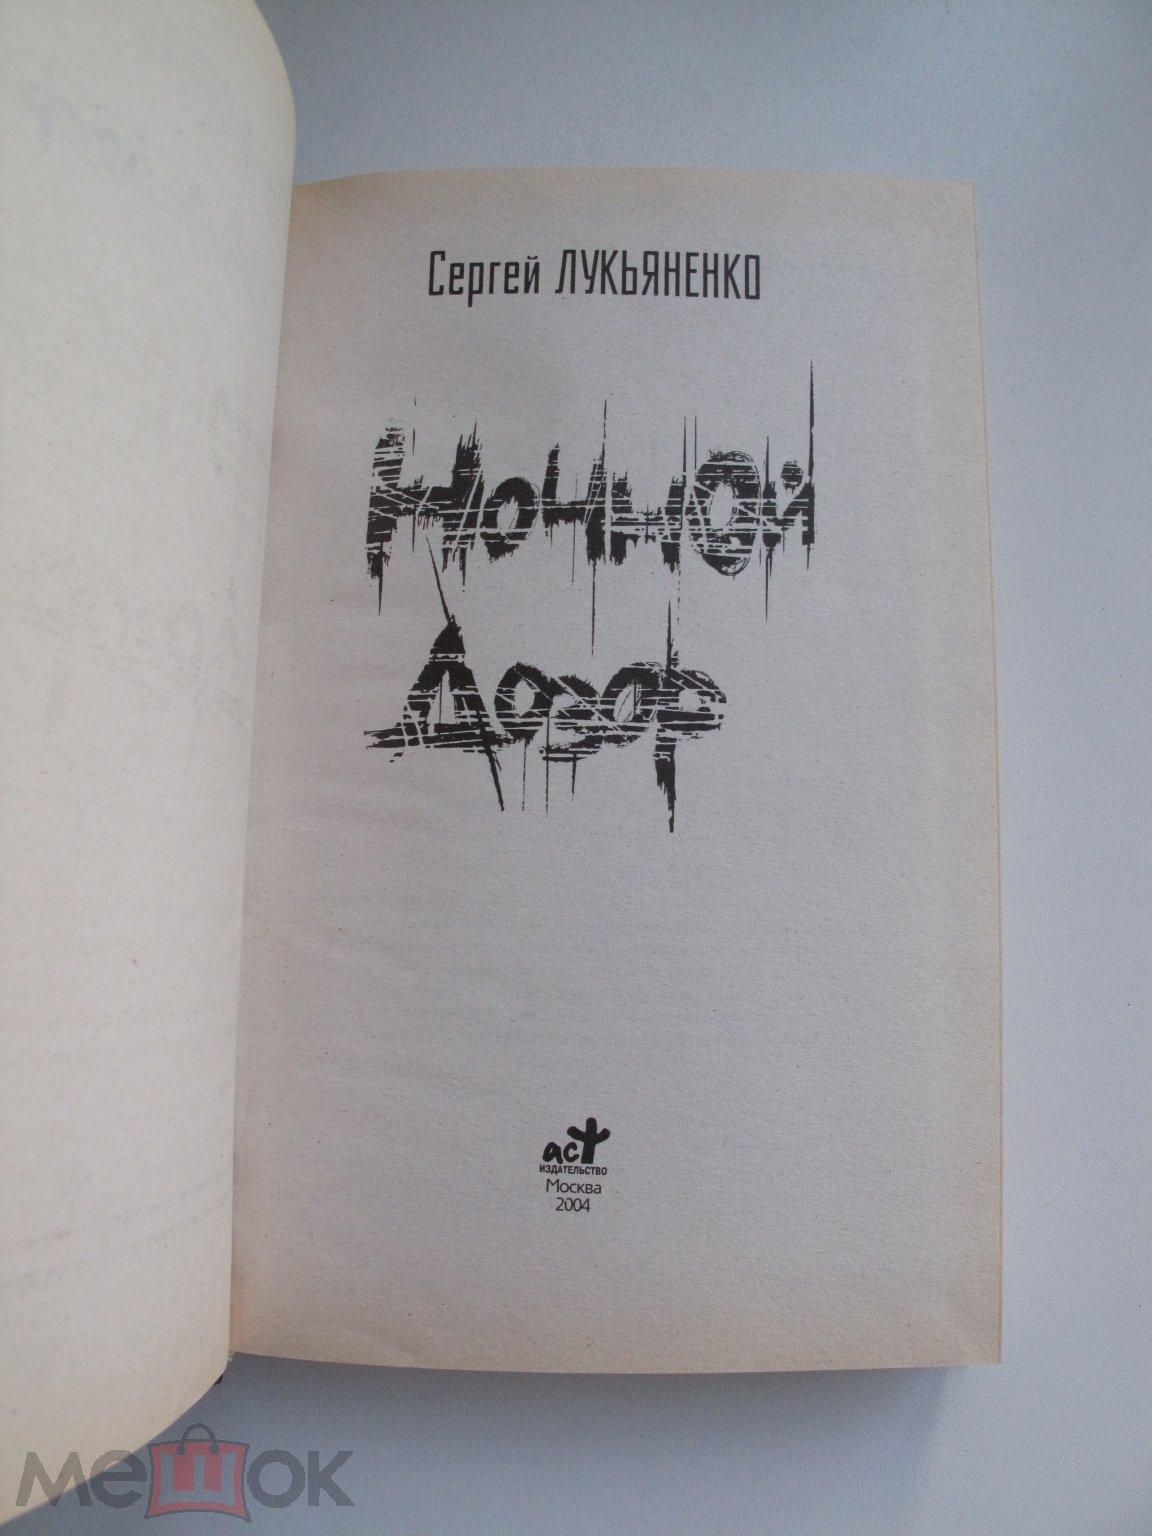 Сергей ЛУКЬЯНЕНКО
Ночной
Дозор
аст
ИЗДАТЕЛЬСТВО
Москва
2004
мешок